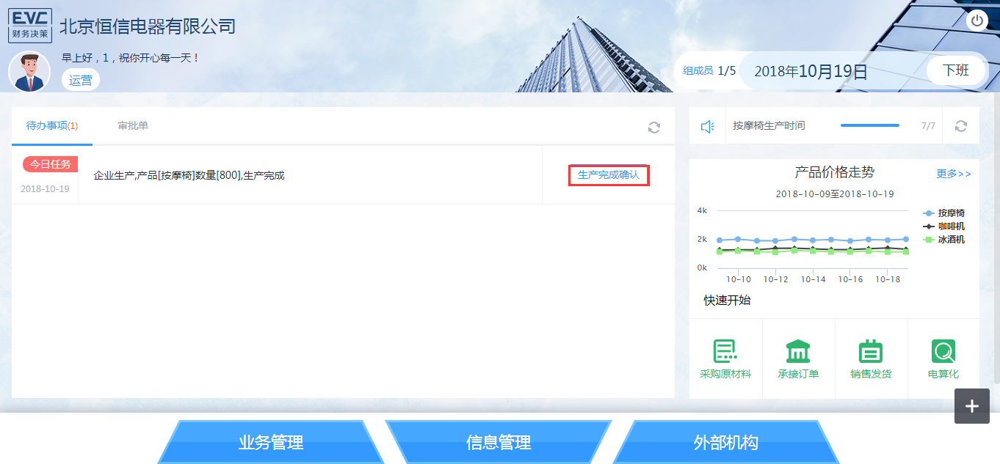 EVC
财务决策
北京恒信电器有限公司
早上好，1，祝你开心每一天！
运营
组成员 1/5
2018年10月19日
下班
待办事项(1)
审批单
今日任务
2018-10-19
企业生产,产品[按摩椅]数量[800],生产完成
生产完成确认
按摩椅生产时间
7/7
产品价格走势
更多>>
2018-10-09至2018-10-19
4k
2k
0k
10-10
10-12
10-14
10-16
10-18
按摩椅
咖啡机
冰酒机
快速开始
采购原材料
承接订单
销售发货
电算化
+
业务管理
信息管理
外部机构